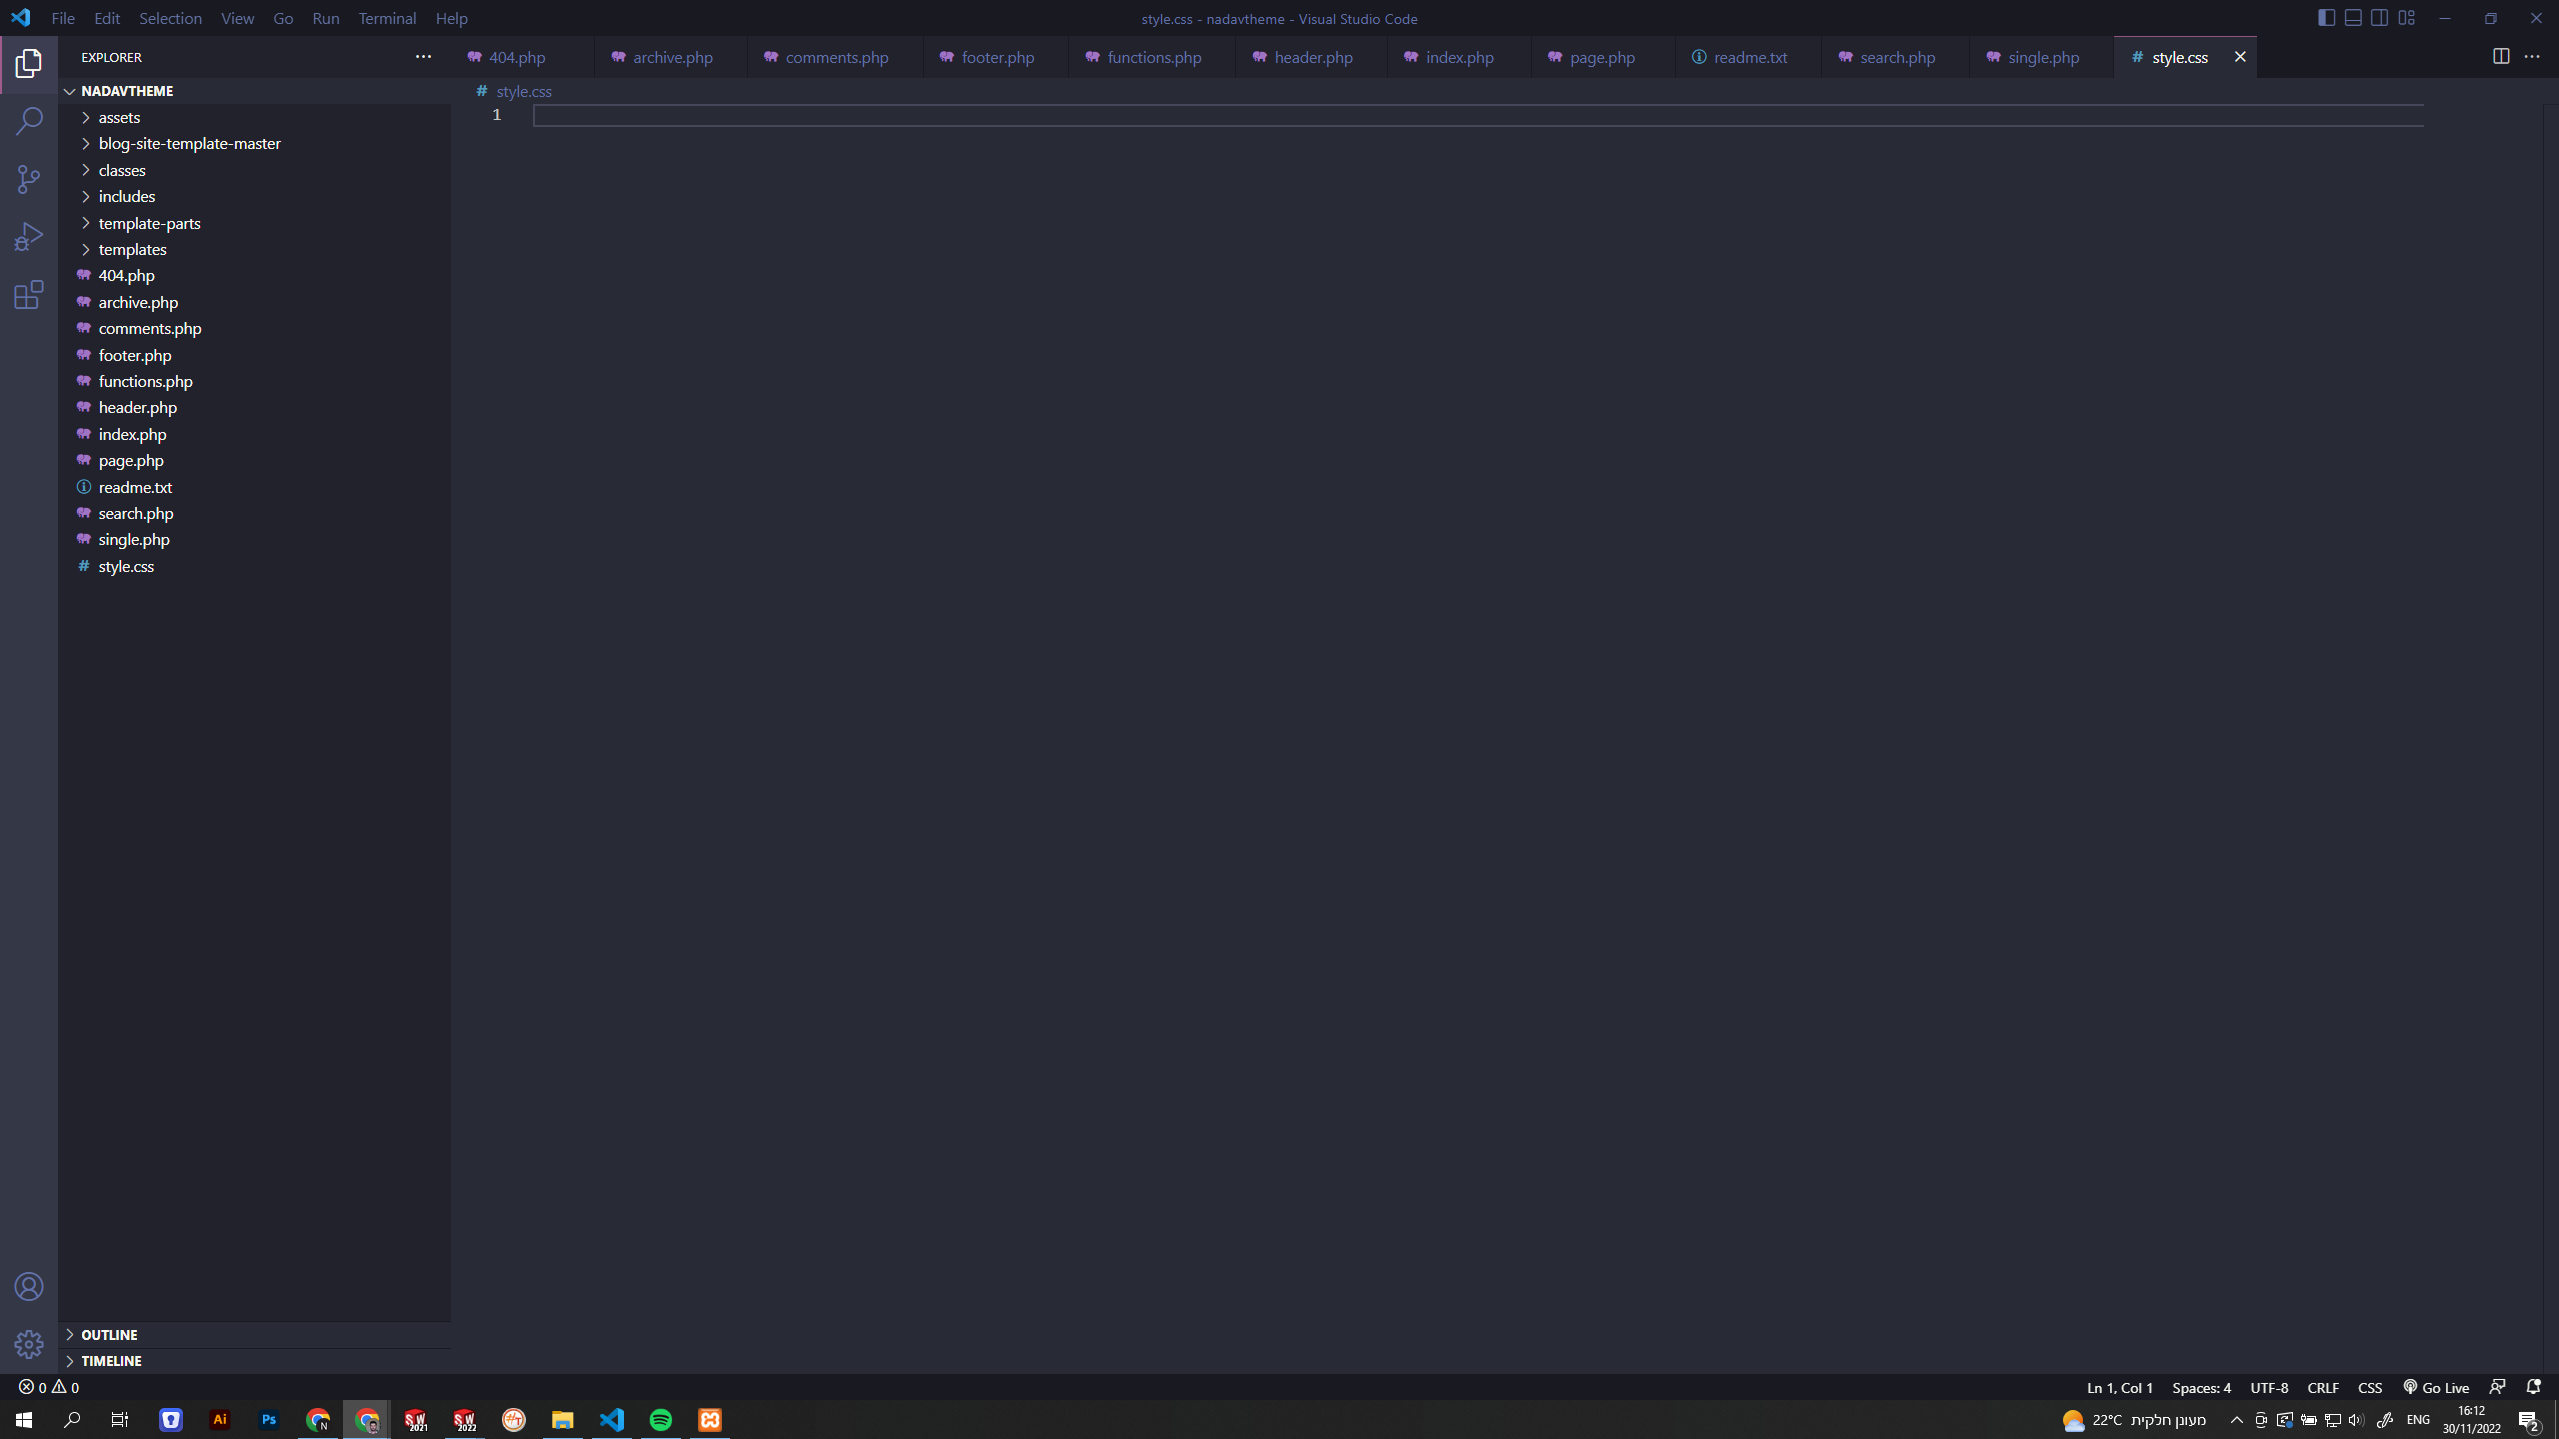 File Edit Selection View Go Run Terminal Help
style.css - nadavtheme - Visual Studio Code
EXPLORER
404.php
archive.php
comments.php
footer.php
functions.php
header.php
index.php
page.php
readme.txt
search.php
single.php
# style.css
NADAVTHEME
assets
blog-site-template-master
classes
includes
template-parts
templates
404.php
archive.php
comments.php
footer.php
functions.php
header.php
index.php
page.php
readme.txt
search.php
single.php
# style.css
OUTLINE
TIMELINE
# style.css
1
0 0
Ln 1, Col 1 Spaces: 4 UTF-8 CRLF CSS Go Live
Ai
Ps
N
SW 2021
SW 2022
22°C מעונן חלקית
ENG
16:12
30/11/2022
2